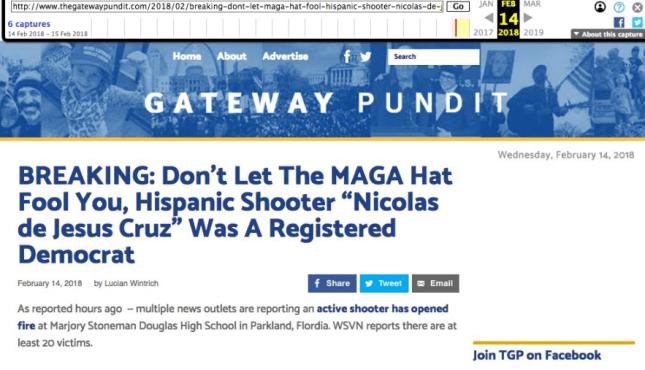 http://www.thegatewaypundit.com/2018/02/breaking-dont-let-maga-hat-fool-hispanic-shooter-nicolas-de-j Go JAN FEB MAR
6 captures 14
14 Feb 2018 – 15 Feb 2018 2017 2018 2019 About this capture
Home About Advertise Search
GATEWAY PUNDIT
Wednesday, February 14, 2018
BREAKING: Don't Let The MAGA Hat
Fool You, Hispanic Shooter “Nicolas
de Jesus Cruz” Was A Registered
Democrat
February 14, 2018 by Lucian Wintrich Share Tweet Email
As reported hours ago – multiple news outlets are reporting an active shooter has opened
fire at Marjory Stoneman Douglas High School in Parkland, Flordia. WSVN reports there are at
least 20 victims.
Join TGP on Facebook